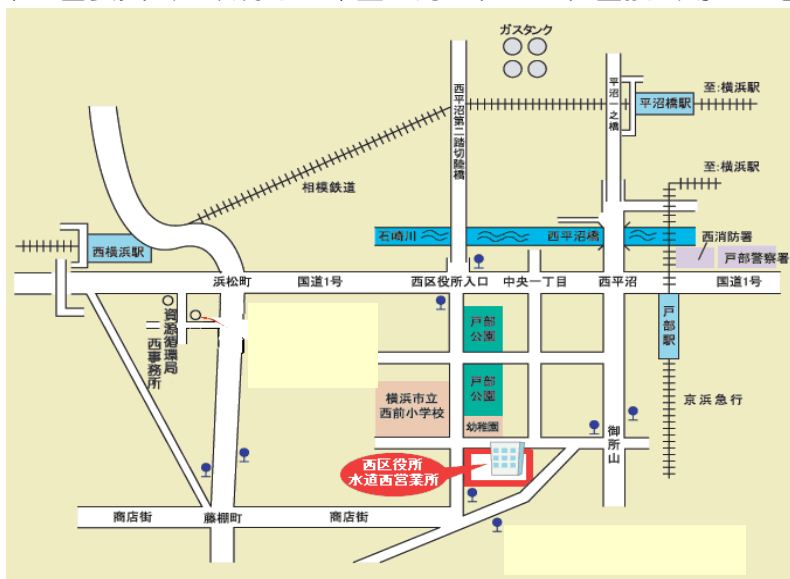 ガスタンク
至:横浜駅
平沼橋駅
平沼一之橋
西平沼第二踏切陸橋
至:横浜駅
相模鉄道
石崎川
西平沼橋
西消防署
戸部警察署
西横浜駅
浜松町
国道1号
西区役所入口
中央一丁目
西平沼
国道1号
資源循環局
西事務所
戸部
公園
戸部駅
戸部
公園
横浜市立
西前小学校
幼稚園
京浜急行
御所山
西区役所
水道西営業所
商店街
藤棚町
商店街